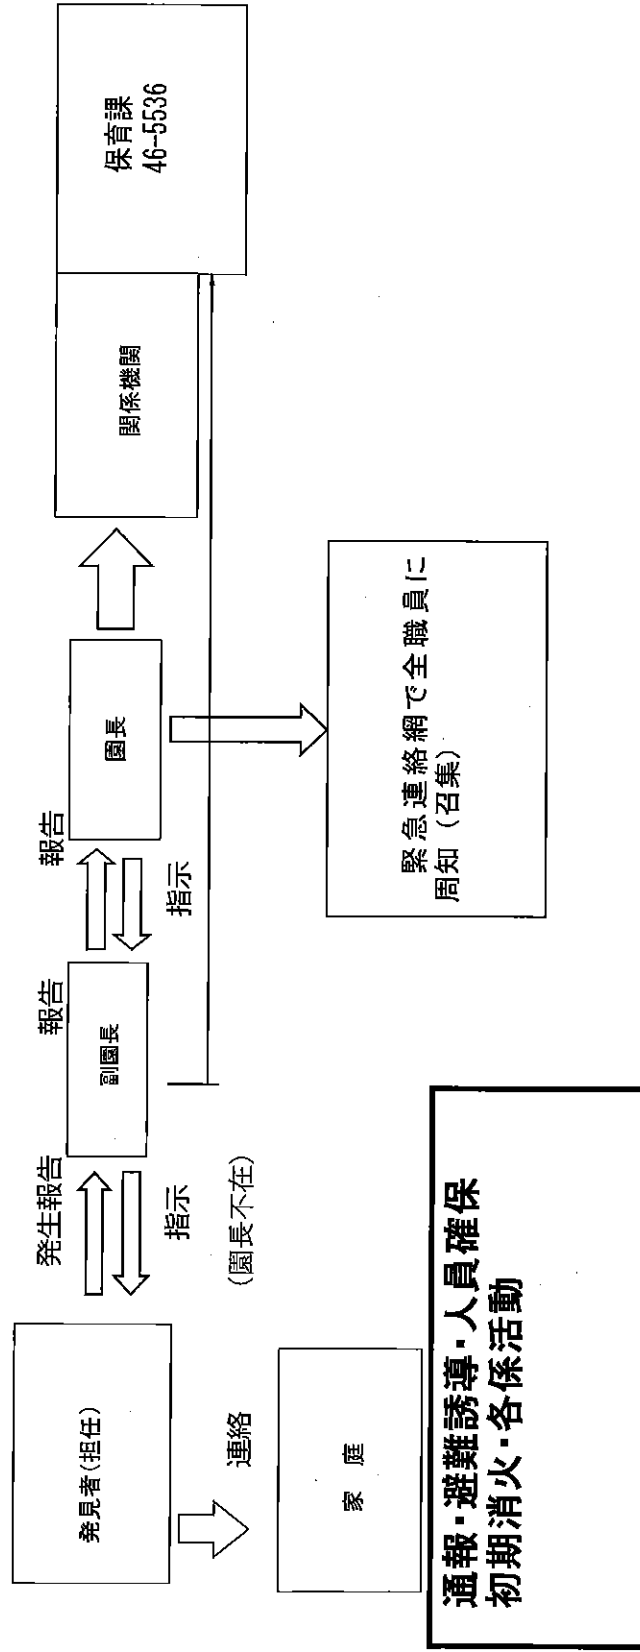 発生報告
報告
報告
発見者(担任)
副園長
園長
関係機関
保育課
46-5536
指示
指示
連絡
(園長不在)
家　庭
緊急連絡網で全職員に
周知（召集）
通報・避難誘導・人員確保
初期消火・各係活動